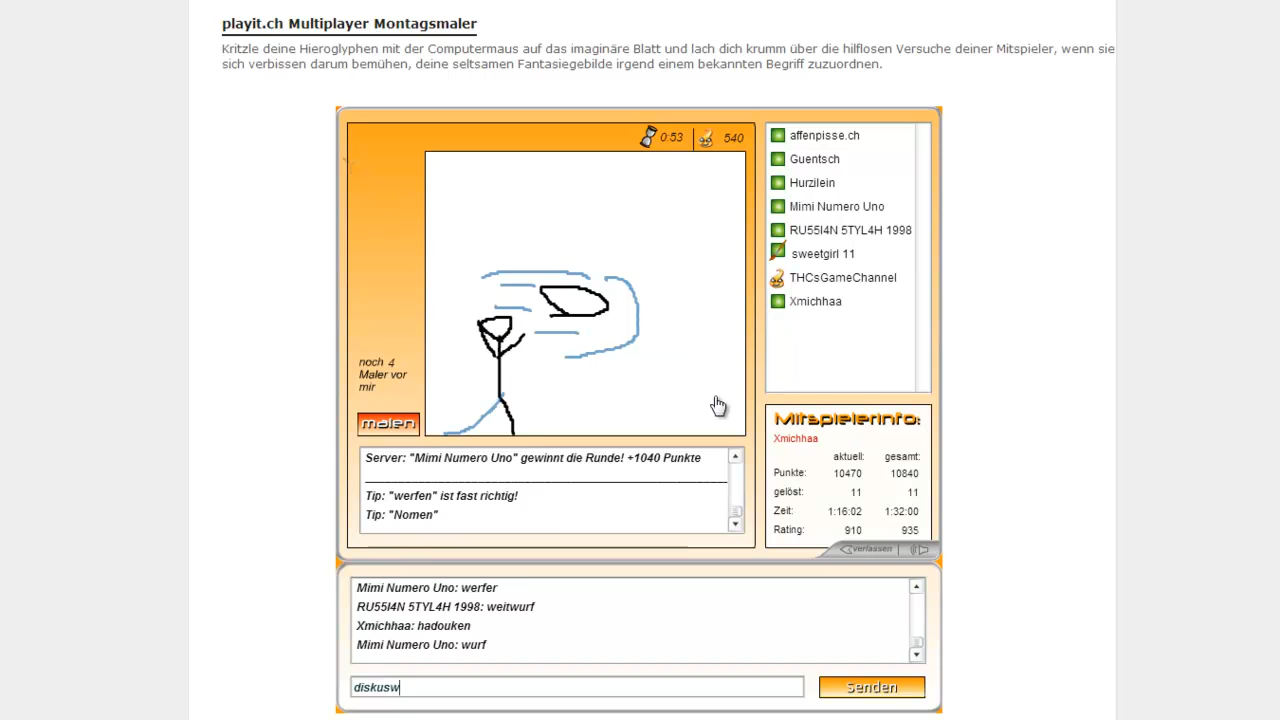 playit.ch Multiplayer Montagsmaler
Kritzle deine Hieroglyphen mit der Computermaus auf das imaginäre Blatt und lach dich krumm über die hilflosen Versuche deiner Mitspieler, wenn sie
sich verbissen darum bemühen, deine seltsamen Fantasiegebilde irgend einem bekannten Begriff zuzuordnen.
0:53
540
noch 4
Maler vor
mir
malen
Server: "Mimi Numero Uno" gewinnt die Runde! +1040 Punkte
Tip: "werfen" ist fast richtig!
Tip: "Nomen"
affenpisse.ch
Guentsch
Hurzilein
Mimi Numero Uno
RU55I4N 5TYL4H 1998
sweetgirl 11
THCsGameChannel
Xmichhaa
Mitspielerinfo:
Xmichhaa
aktuell: gesamt:
Punkte: 10470 10840
gelöst: 11 11
Zeit: 1:16:02 1:32:00
Rating: 910 935
verlassen
Mimi Numero Uno: werfer
RU55I4N 5TYL4H 1998: weitwurf
Xmichhaa: hadouken
Mimi Numero Uno: wurf
diskusw
Senden